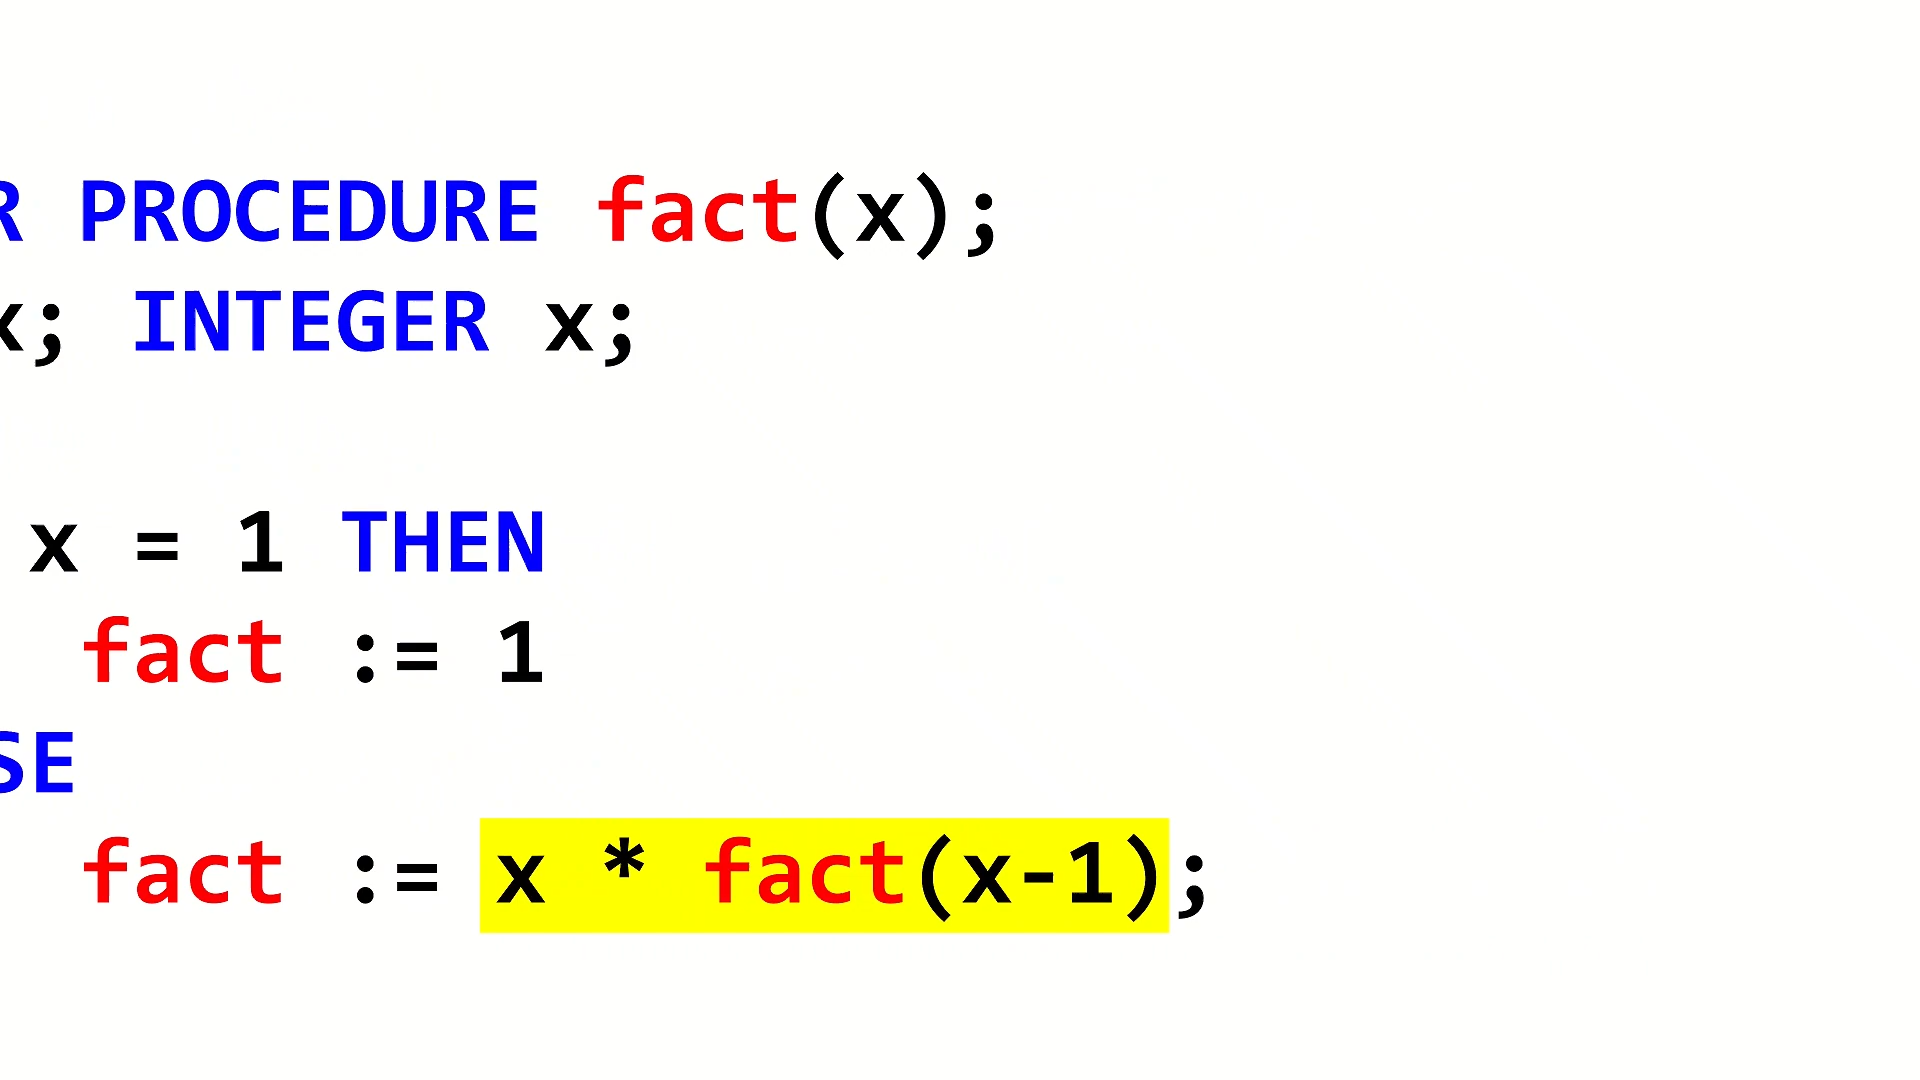 R PROCEDURE fact(x);
x; INTEGER x;
x = 1 THEN
fact := 1
SE
fact := x * fact(x-1);